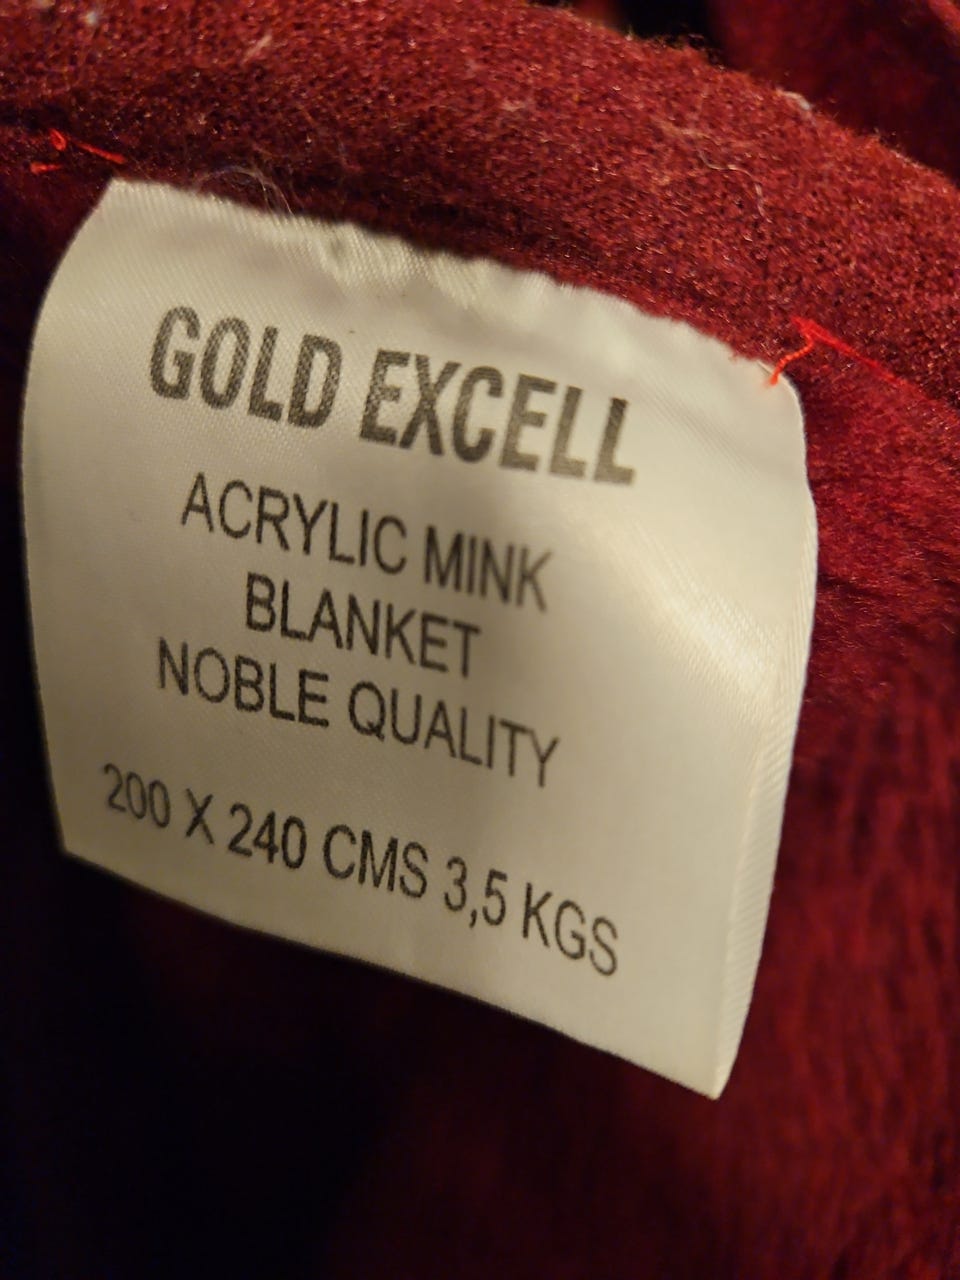 GOLD EXCELL
ACRYLIC MINK
BLANKET
NOBLE QUALITY
200 X 240 CMS 3,5 KGS